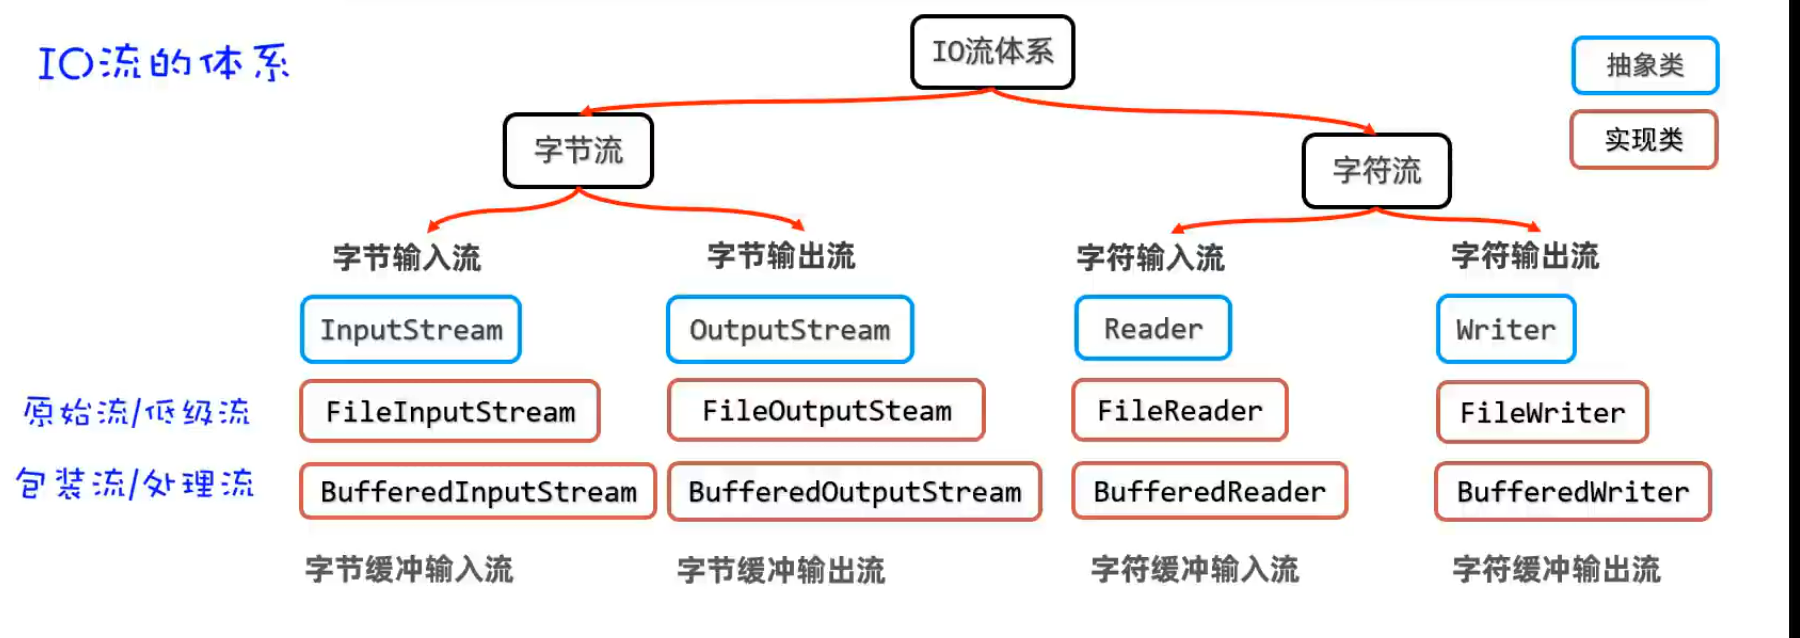 IO流的体系
IO流体系
抽象类
实现类
字节流
字符流
字节输入流
字节输出流
字符输入流
字符输出流
InputStream
OutputStream
Reader
Writer
原始流/低级流
FileInputStream
FileOutputSteam
FileReader
FileWriter
包装流/处理流
BufferedInputStream
BufferedOutputStream
BufferedReader
BufferedWriter
字节缓冲输入流
字节缓冲输出流
字符缓冲输入流
字符缓冲输出流